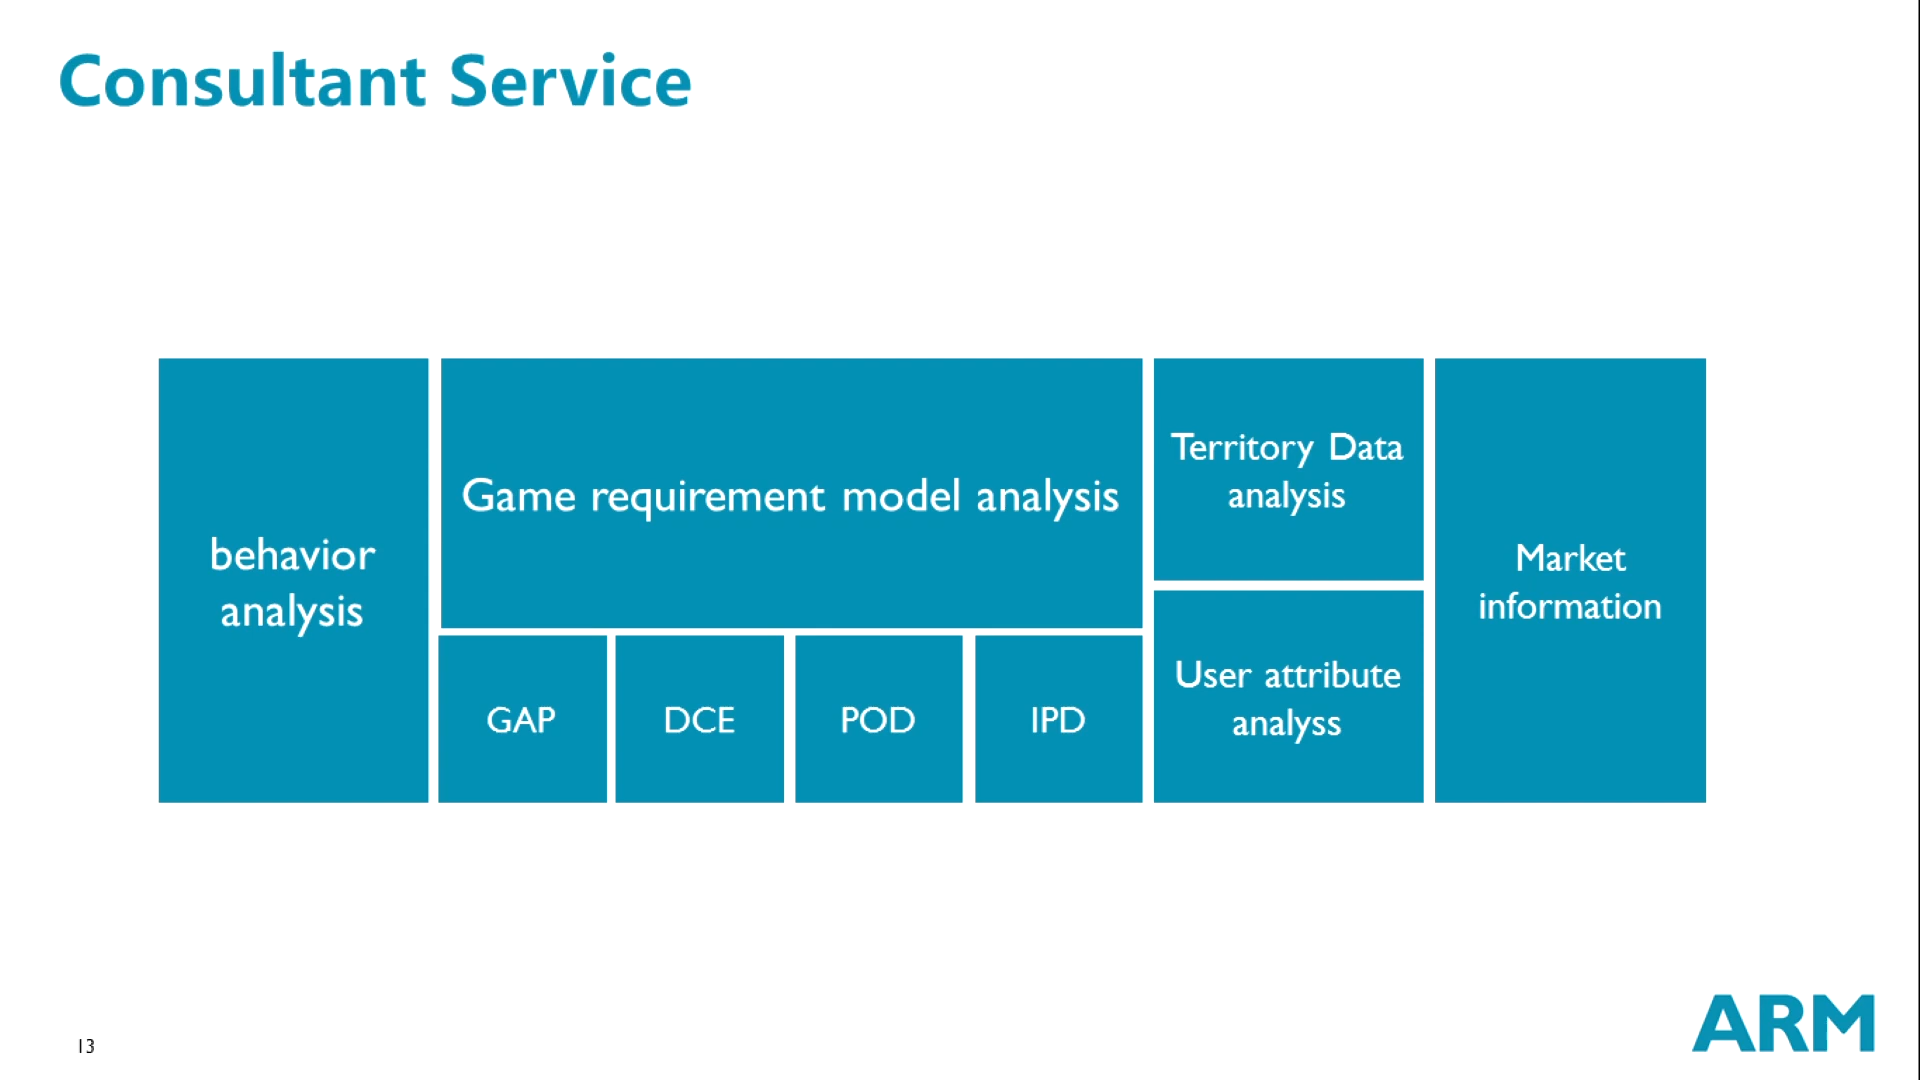 Consultant Service
behavior
analysis
Game requirement model analysis
GAP
DCE
POD
IPD
Territory Data
analysis
User attribute
analyss
Market
information
13
ARM